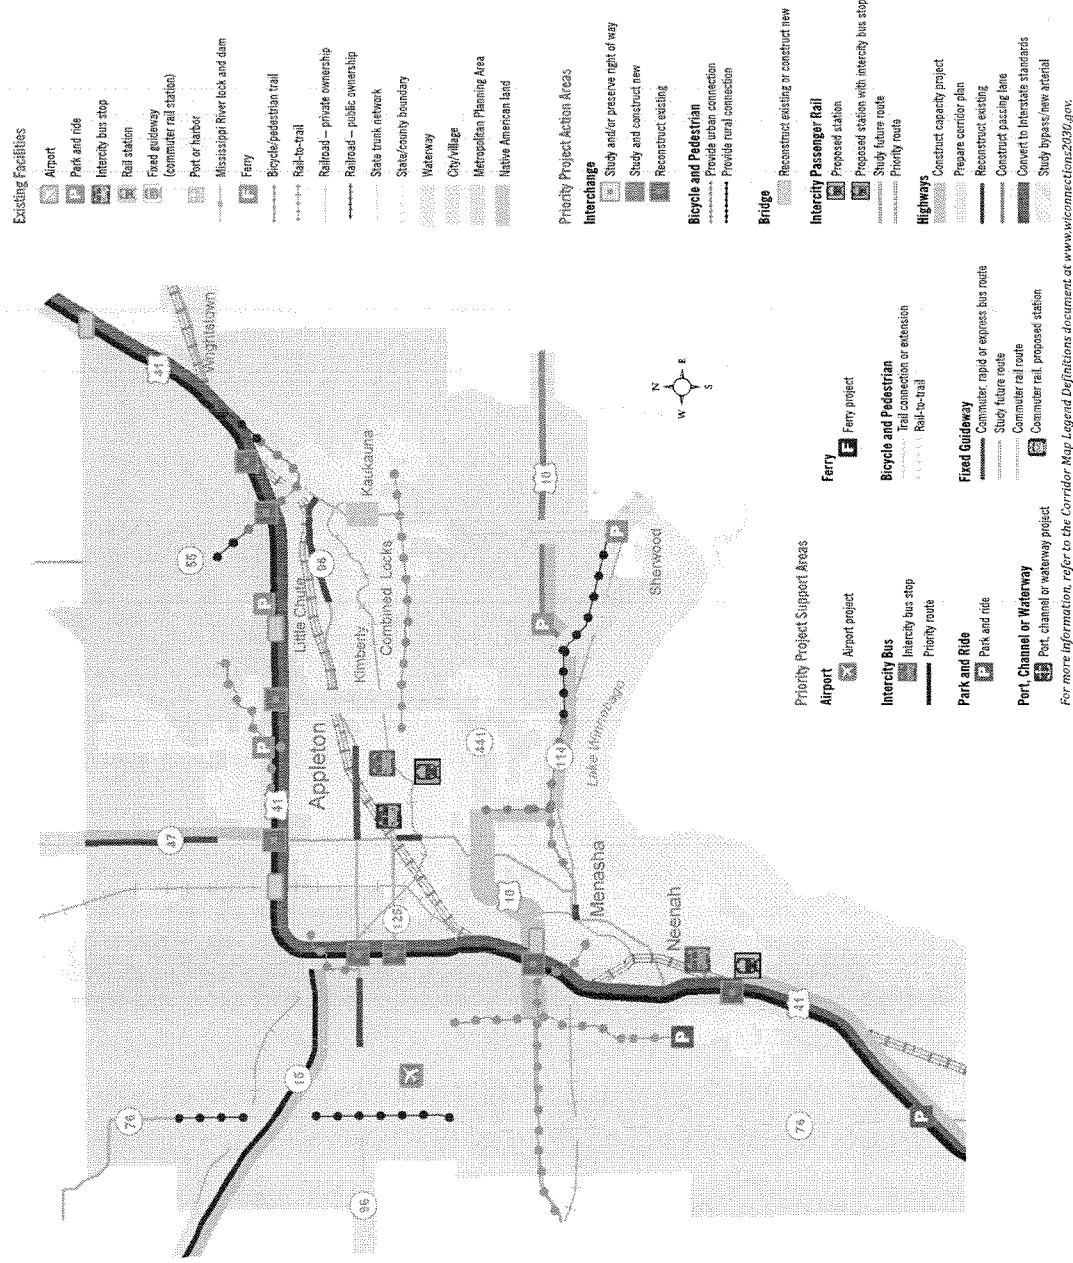 Existing Facilities
Airport
Park and ride
Intercity bus stop
Rail station
Fixed guideway
(commuter rail station)
Port or harbor
Mississippi River lock and dam
Ferry
Bicycle/pedestrian trail
Rail-to-trail
Railroad – private ownership
Railroad – public ownership
State trunk network
State/county boundary
Waterway
City/village
Metropolitan Planning Area
Native American land
Priority Project Action Areas
Interchange
Study and/or preserve right of way
Study and construct new
Reconstruct existing
Bicycle and Pedestrian
Provide urban connection
Provide rural connection
Bridge
Reconstruct existing or construct new
Intercity Passenger Rail
Proposed station
Proposed station with intercity bus stop
Study future route
Priority route
Highways
Construct capacity project
Prepare corridor plan
Reconstruct existing
Construct passing lane
Convert to Interstate standards
Study bypass/new arterial
Priority Project Support Areas
Airport
Airport project
Intercity Bus
Intercity bus stop
Priority route
Park and Ride
P
Park and ride
Port, Channel or Waterway
Port, channel or waterway project
Ferry
F
Ferry project
Bicycle and Pedestrian
Trail connection or extension
Rail-to-trail
Fixed Guideway
Commuter, rapid or express bus route
Study future route
Commuter rail route
Commuter rail, proposed station
For more information, refer to the Corridor Map Legend Definitions document at www.wiconnections2030.gov.
Wrightstown
Kaukauna
Little Chute
Combined Locks
Kimberly
Appleton
Sherwood
Lake Winnebago
Menasha
Neenah
41
55
96
10
47
41
441
114
125
10
15
76
96
41
76
P
P
P
P
P
P
N
E
S
W